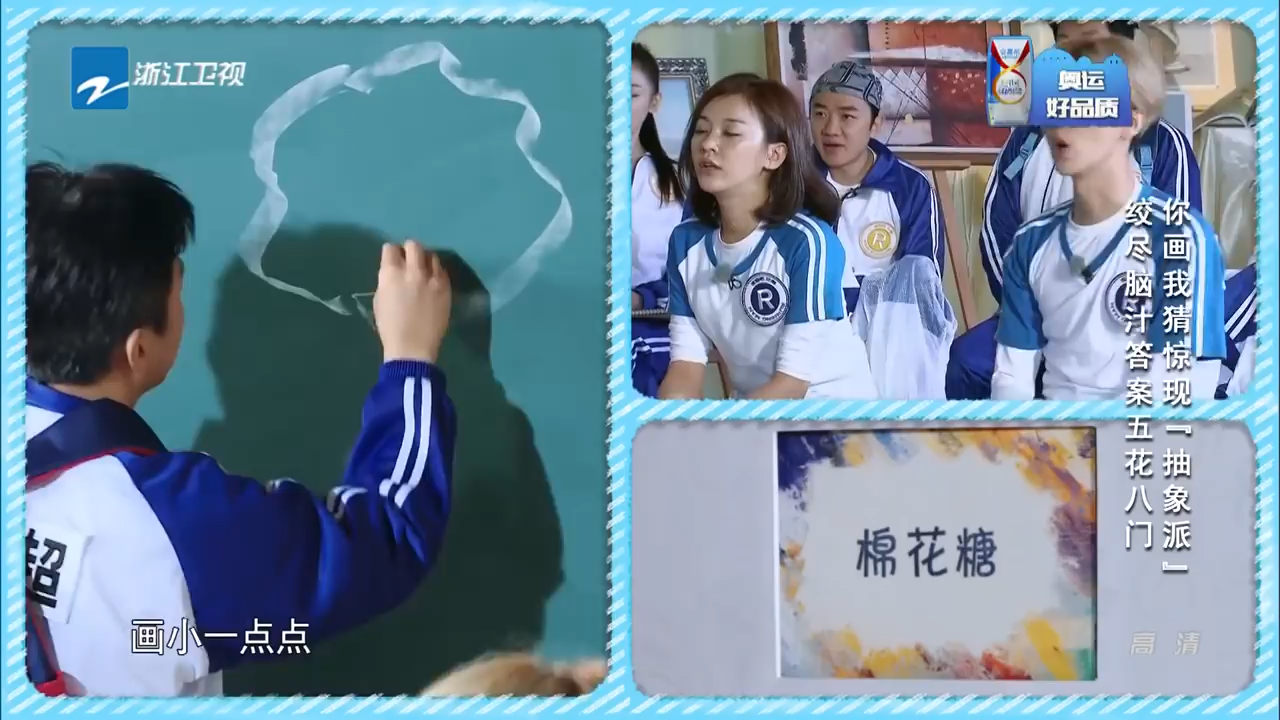 浙江卫视
奥运
好品质
你画我猜惊现『抽象派』
绞尽脑汁答案五花八门
R
超
棉花糖
画小一点点
高清